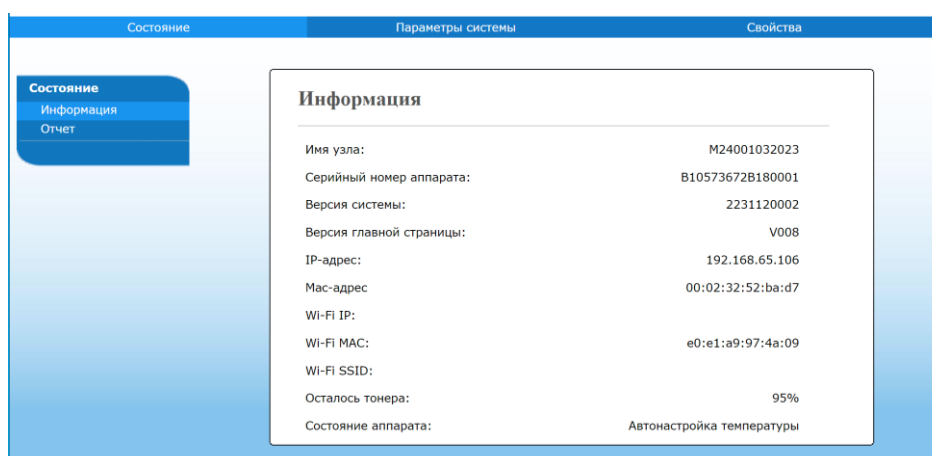 Состояние Параметры системы Свойства
Состояние
Информация
Отчет
Информация
Имя узла: M24001032023
Серийный номер аппарата: B10573672B180001
Версия системы: 2231120002
Версия главной страницы: V008
IP-адрес: 192.168.65.106
Mac-адрес 00:02:32:52:ba:d7
Wi-Fi IP:
Wi-Fi MAC: e0:e1:a9:97:4a:09
Wi-Fi SSID:
Осталось тонера: 95%
Состояние аппарата: Автонастройка температуры